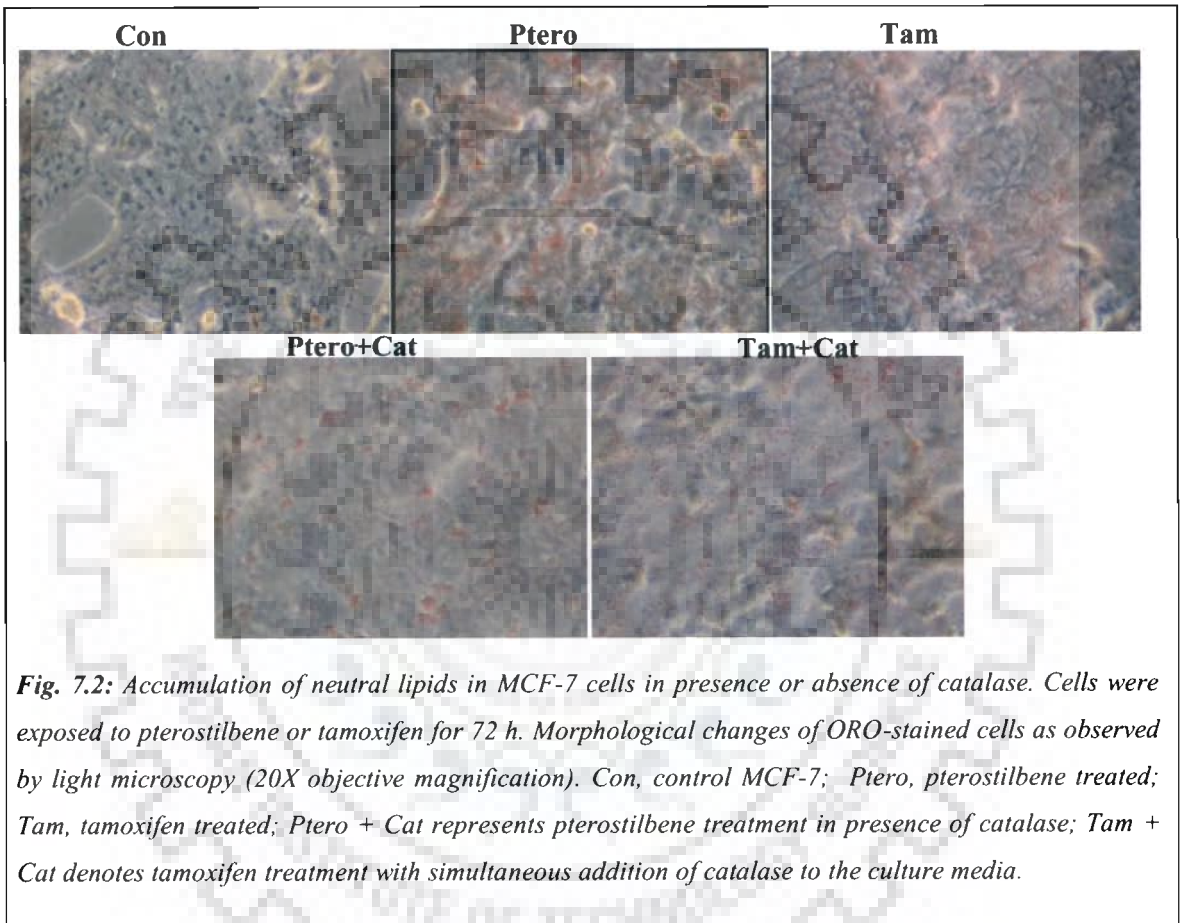 Con Ptero Tam
Ptero+Cat Tam+Cat
Fig. 7.2: Accumulation of neutral lipids in MCF-7 cells in presence or absence of catalase. Cells were
exposed to pterostilbene or tamoxifen for 72 h. Morphological changes of ORO-stained cells as observed
by light microscopy (20X objective magnification). Con, control MCF-7; Ptero, pterostilbene treated;
Tam, tamoxifen treated; Ptero + Cat represents pterostilbene treatment in presence of catalase; Tam +
Cat denotes tamoxifen treatment with simultaneous addition of catalase to the culture media.